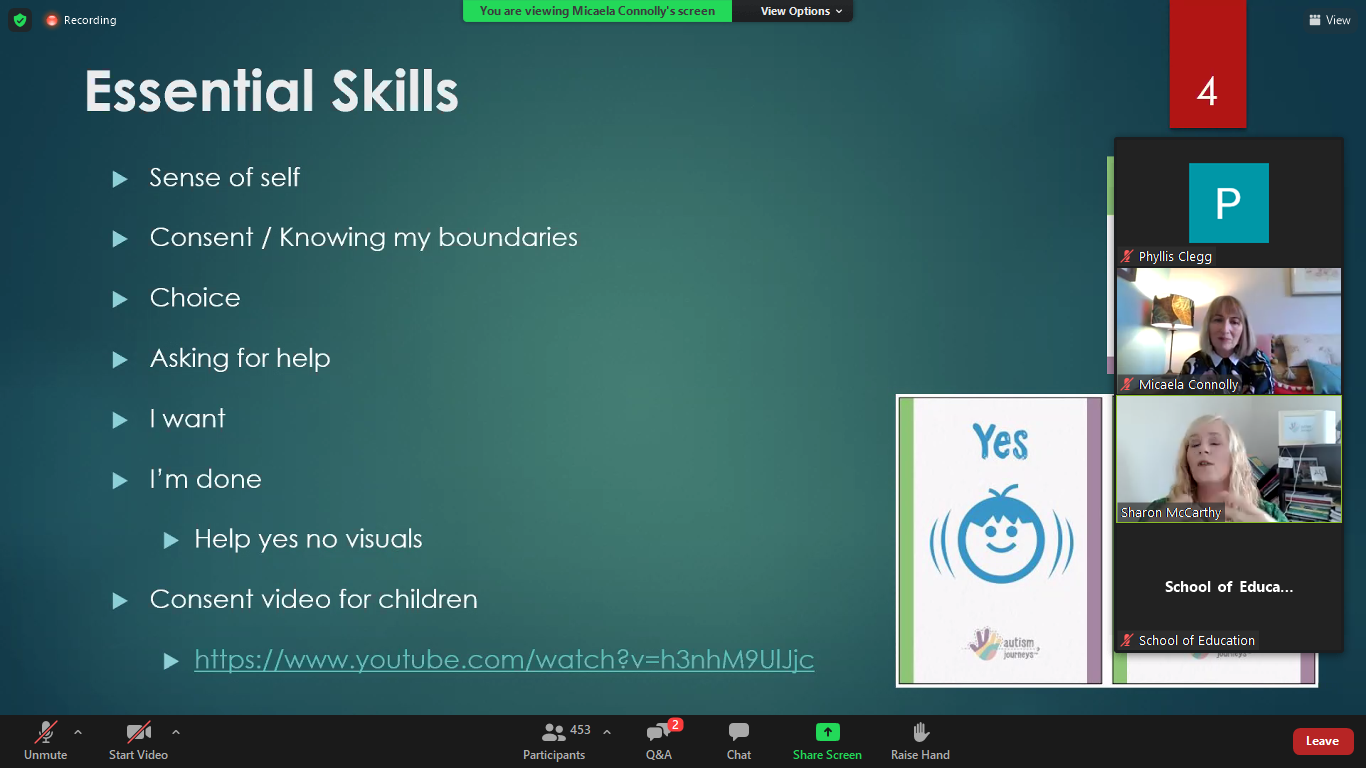 Recording
You are viewing Micaela Connolly's screen
View Options
View
Essential Skills
4
Sense of self
Consent / Knowing my boundaries
Choice
Asking for help
I want
I'm done
Help yes no visuals
Consent video for children
https://www.youtube.com/watch?v=h3nhM9UlJjc
Yes
autism
journeys
P
Phyllis Clegg
Micaela Connolly
Sharon McCarthy
School of Educa...
School of Education
journeys
Unmute
Start Video
453
Participants
2
Q&A
Chat
Share Screen
Raise Hand
Leave